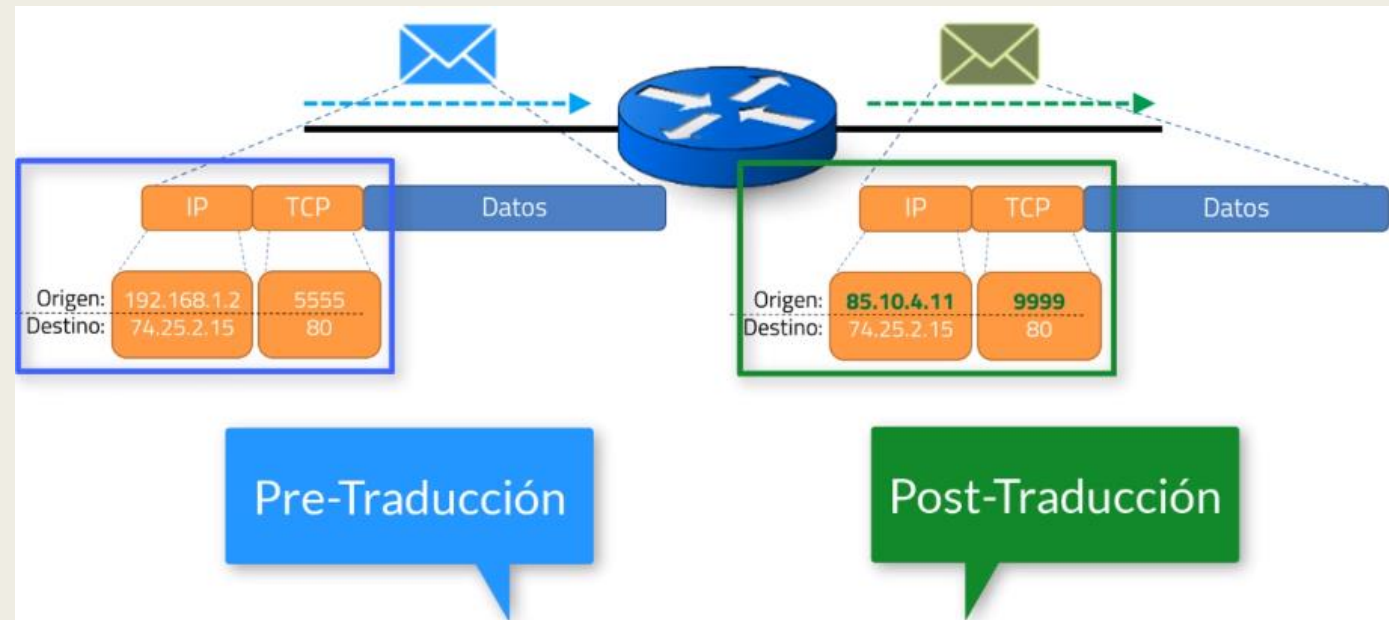 IP TCP Datos
Origen: 192.168.1.2 5555
Destino: 74.25.2.15 80
IP TCP Datos
Origen: 85.10.4.11 9999
Destino: 74.25.2.15 80
Pre-Traducción
Post-Traducción